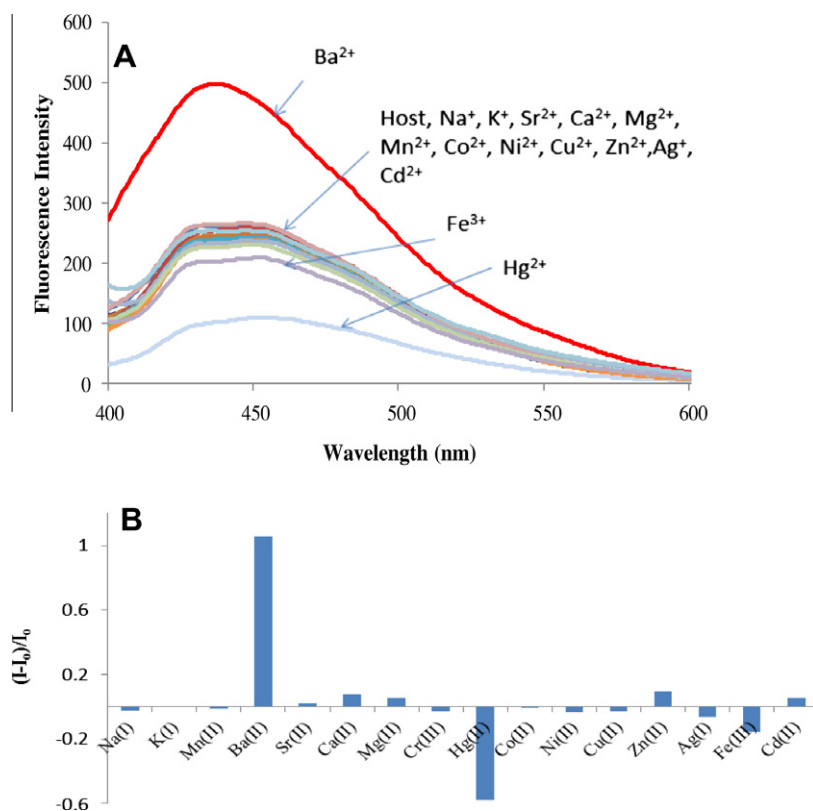 A
600
500
400
300
200
100
0
Fluorescence Intensity
Ba²⁺
Host, Na⁺, K⁺, Sr²⁺, Ca²⁺, Mg²⁺,
Mn²⁺, Co²⁺, Ni²⁺, Cu²⁺, Zn²⁺,Ag⁺,
Cd²⁺
Fe³⁺
Hg²⁺
400 450 500 550 600
Wavelength (nm)
B
1
0.6
0.2
-0.2
-0.6
(I-I₀)/I₀
Na(I) K(I) Mn(II) Ba(II) Sr(II) Ca(II) Mg(II) Cr(III) Hg(II) Co(II) Ni(II) Cu(II) Zn(II) Ag(I) Fe(III) Cd(II)